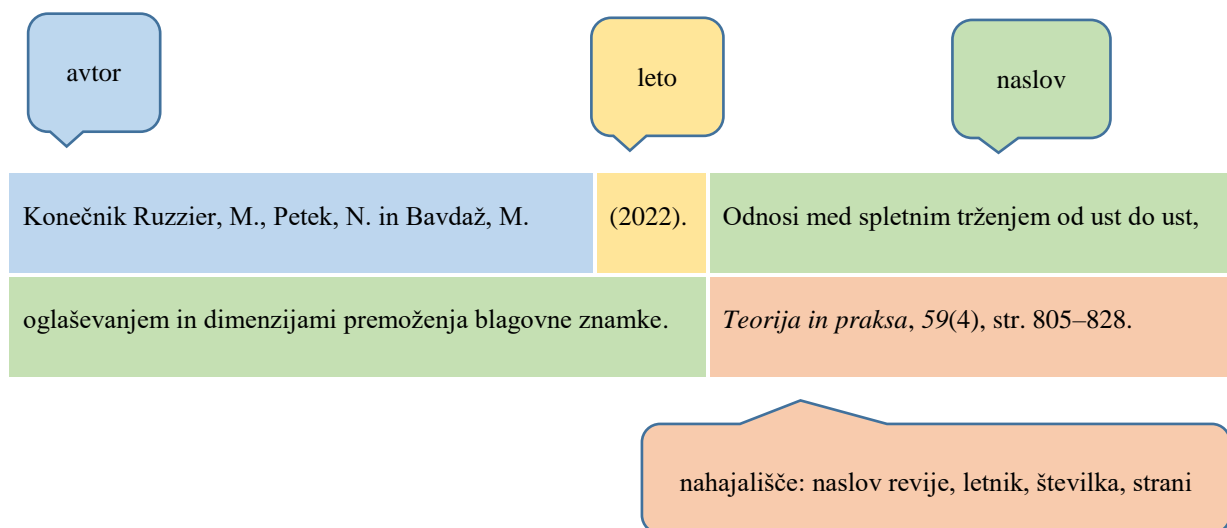 avtor
leto
naslov
Konečnik Ruzzier, M., Petek, N. in Bavdaž, M. (2022). Odnosi med spletnim trženjem od ust do ust,
oglaševanjem in dimenzijami premoženja blagovne znamke. Teorija in praksa, 59(4), str. 805–828.
nahajališče: naslov revije, letnik, številka, strani